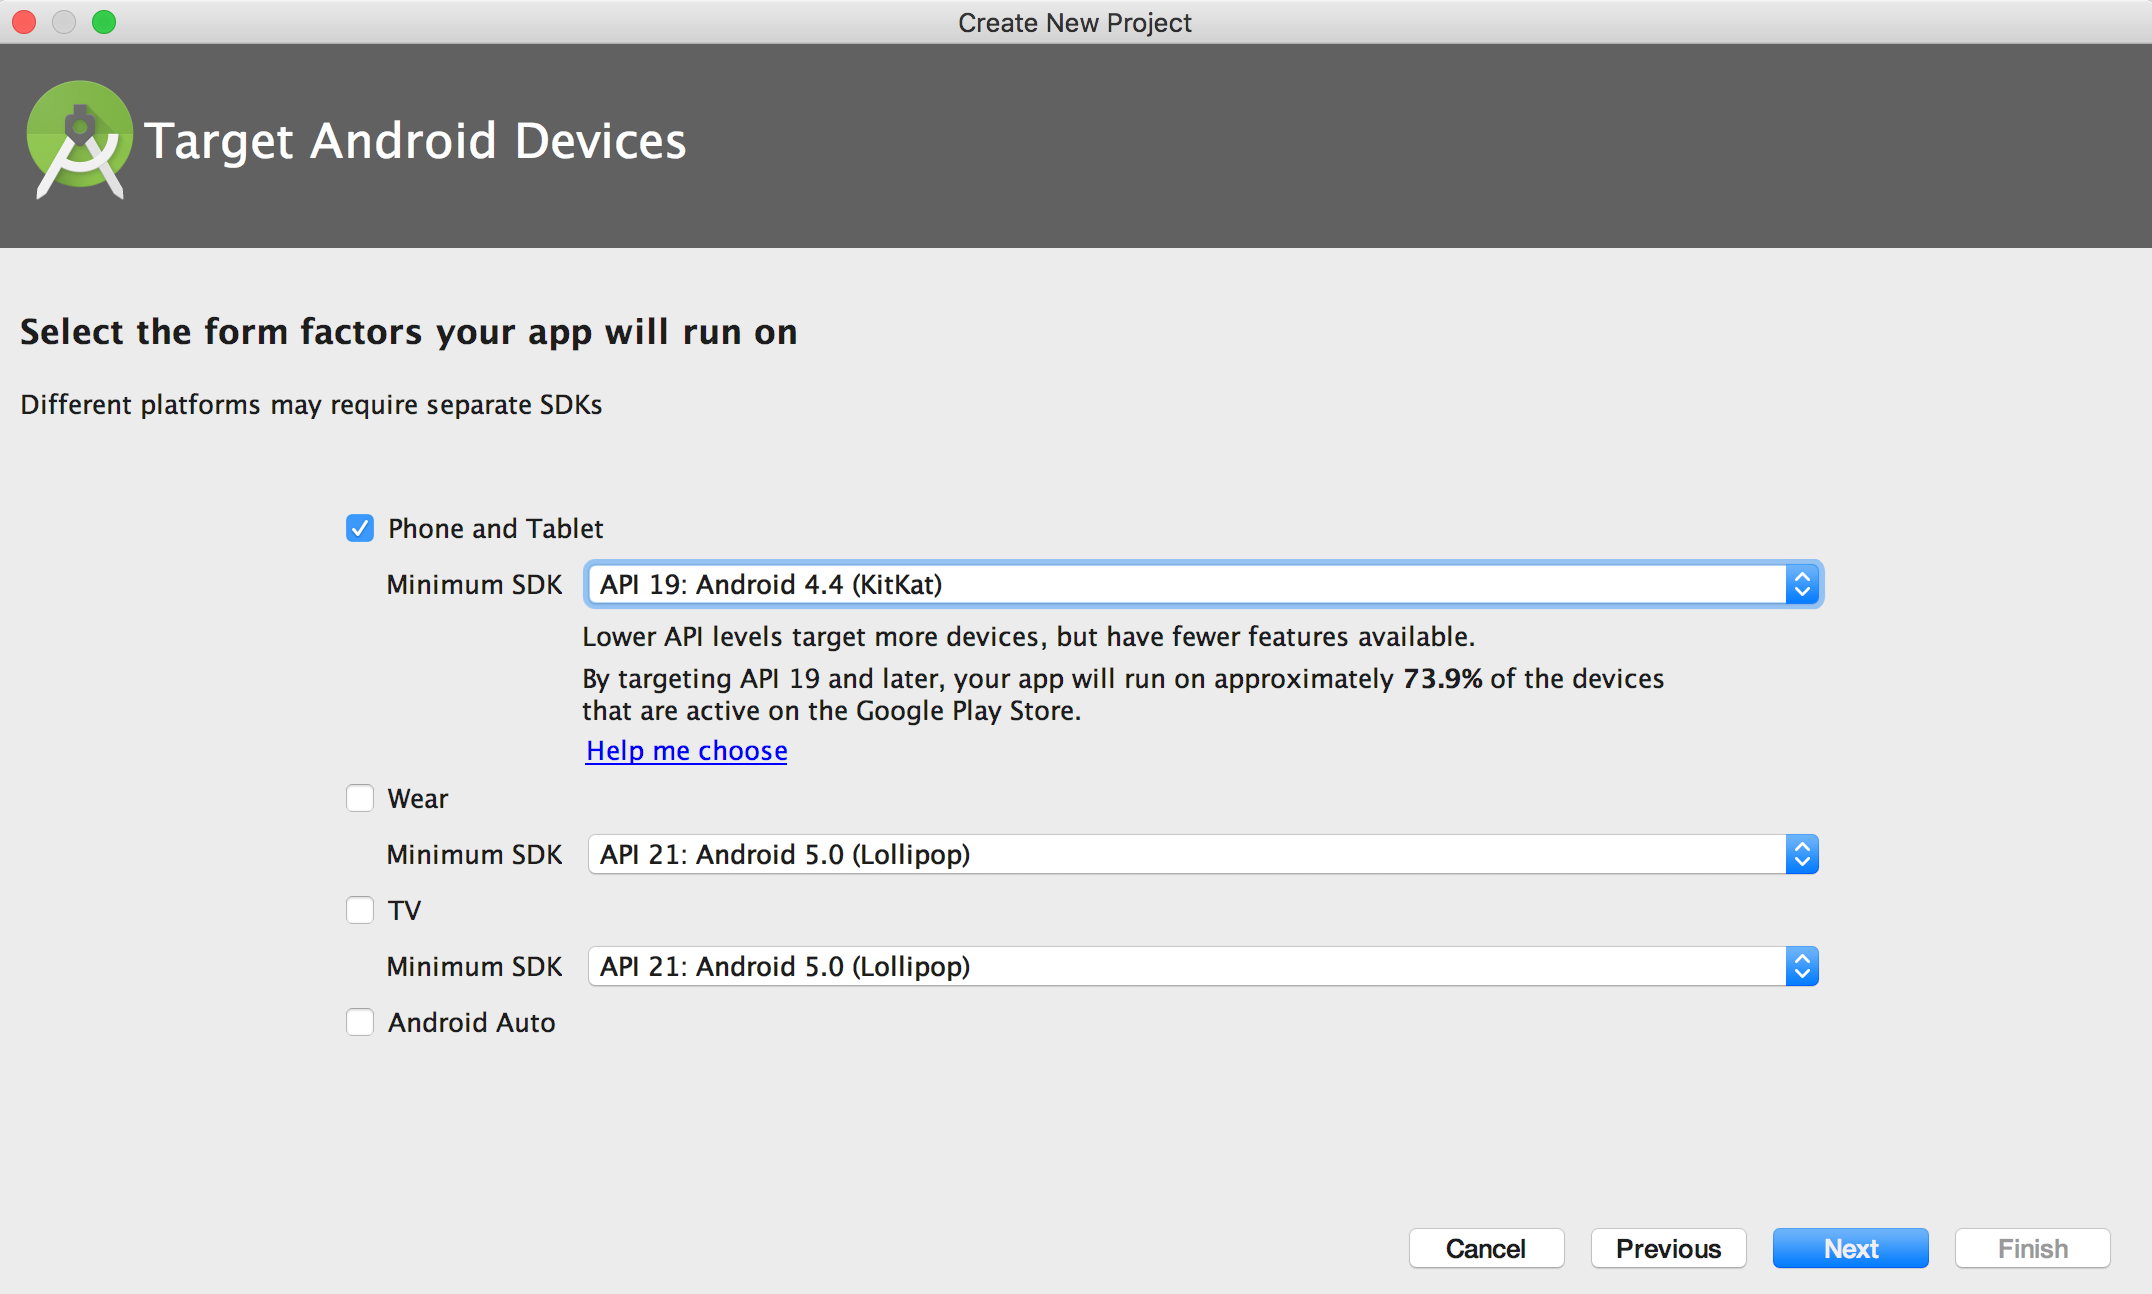 Create New Project
Target Android Devices
Select the form factors your app will run on
Different platforms may require separate SDKs
Phone and Tablet
Minimum SDK API 19: Android 4.4 (KitKat)
Lower API levels target more devices, but have fewer features available.
By targeting API 19 and later, your app will run on approximately 73.9% of the devices
that are active on the Google Play Store.
Help me choose
Wear
Minimum SDK API 21: Android 5.0 (Lollipop)
TV
Minimum SDK API 21: Android 5.0 (Lollipop)
Android Auto
Cancel Previous Next Finish